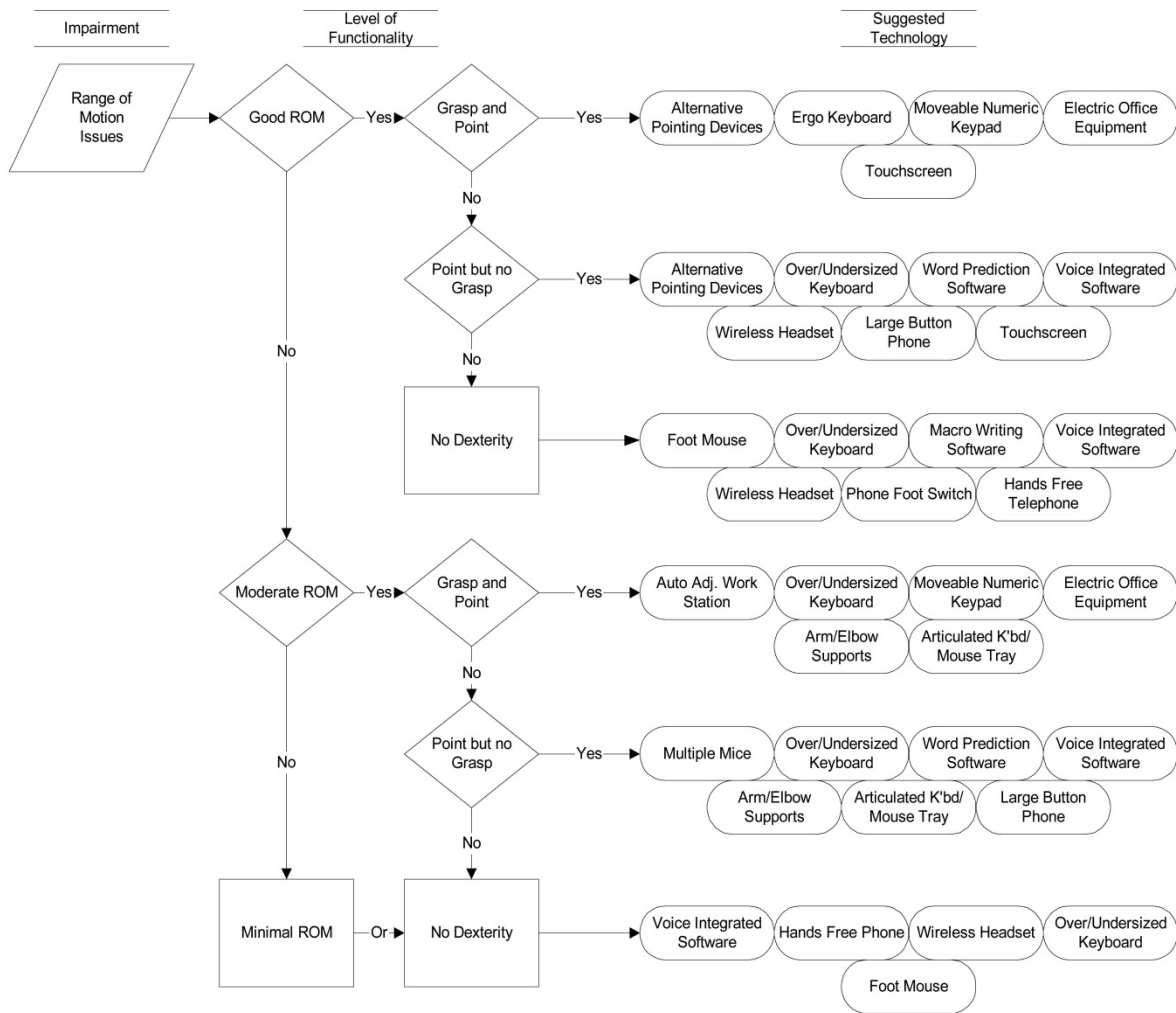 Impairment
Level of
Functionality
Suggested
Technology
Range of
Motion
Issues
Good ROM
Yes
Grasp and
Point
Yes
Alternative
Pointing Devices
Ergo Keyboard
Moveable Numeric
Keypad
Electric Office
Equipment
Touchscreen
No
Point but no
Grasp
Yes
Alternative
Pointing Devices
Over/Undersized
Keyboard
Word Prediction
Software
Voice Integrated
Software
Wireless Headset
Large Button
Phone
Touchscreen
No
No
No Dexterity
Foot Mouse
Over/Undersized
Keyboard
Macro Writing
Software
Voice Integrated
Software
Wireless Headset
Phone Foot Switch
Hands Free
Telephone
Moderate ROM
Yes
Grasp and
Point
Yes
Auto Adj. Work
Station
Over/Undersized
Keyboard
Moveable Numeric
Keypad
Electric Office
Equipment
Arm/Elbow
Supports
Articulated K'bd/
Mouse Tray
No
Point but no
Grasp
Yes
Multiple Mice
Over/Undersized
Keyboard
Word Prediction
Software
Voice Integrated
Software
Arm/Elbow
Supports
Articulated K'bd/
Mouse Tray
Large Button
Phone
No
No
Minimal ROM
Or
No Dexterity
Voice Integrated
Software
Hands Free Phone
Wireless Headset
Over/Undersized
Keyboard
Foot Mouse